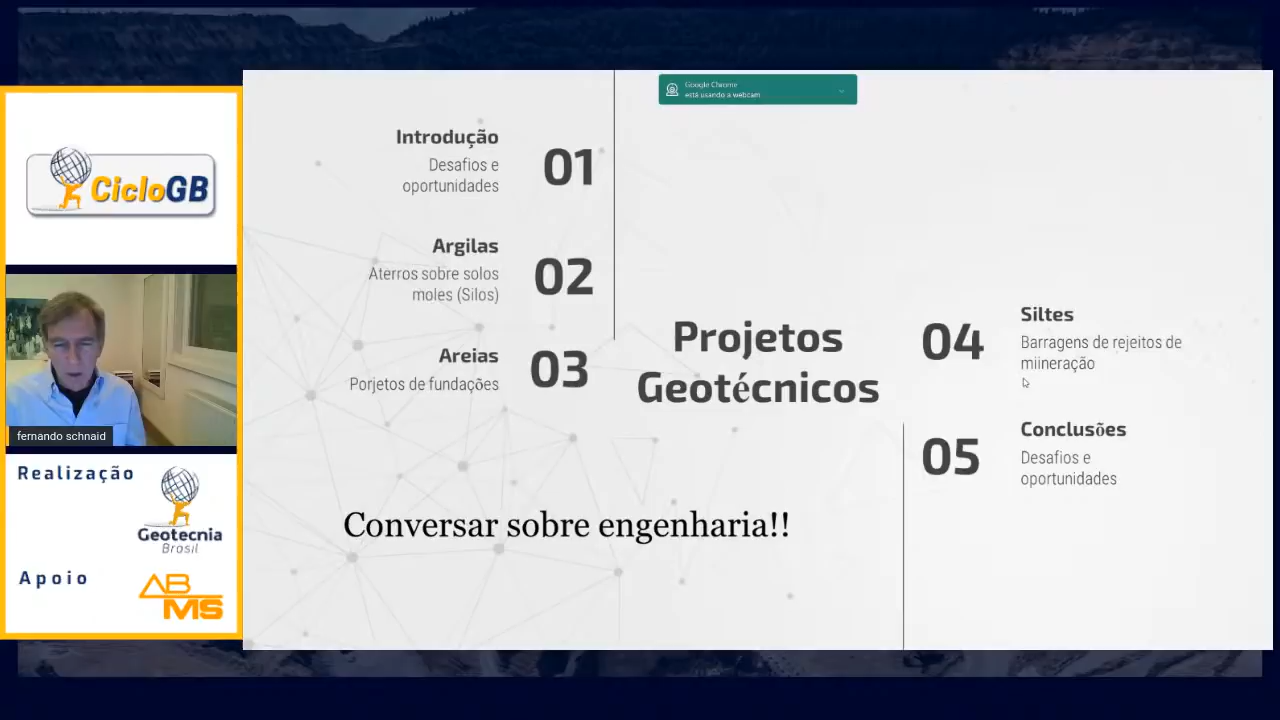 Google Chrome
está usando a webcam
CicloGB
fernando schnaid
Realização
Geotecnia
Brasil
Apoio
ABMS
Introdução
Desafios e
oportunidades
01
Argilas
Aterros sobre solos
moles (Silos)
02
Areias
Porjetos de fundações
03
Projetos
Geotécnicos
04
Siltes
Barragens de rejeitos de
miineração
05
Conclusões
Desafios e
oportunidades
Conversar sobre engenharia!!